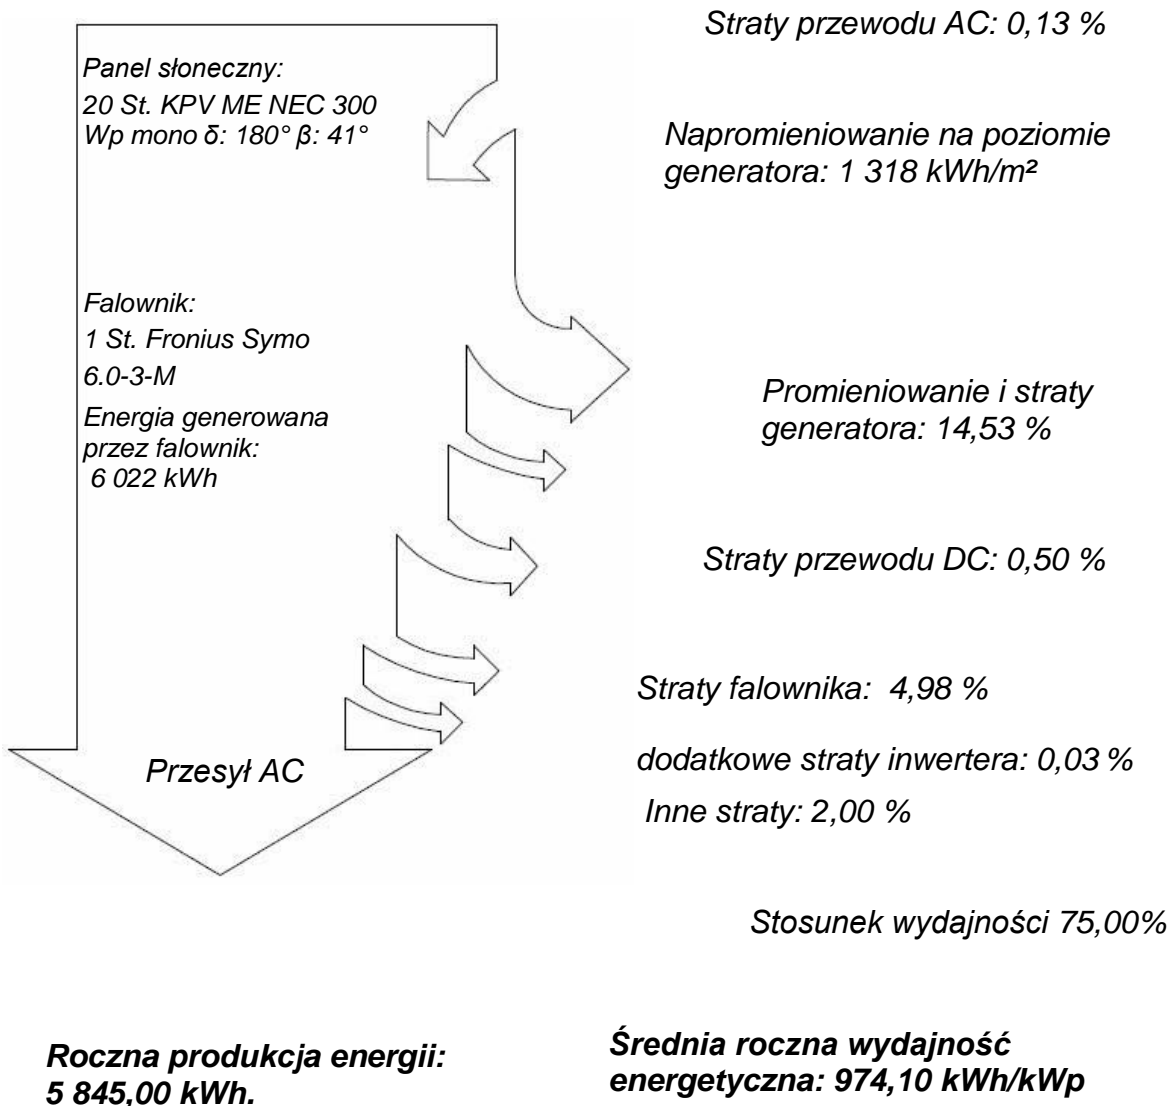 Straty przewodu AC: 0,13 %
Panel słoneczny:
20 St. KPV ME NEC 300
Wp mono δ: 180° β: 41°
Napromieniowanie na poziomie
generatora: 1 318 kWh/m²
Falownik:
1 St. Fronius Symo
6.0-3-M
Energia generowana
przez falownik:
6 022 kWh
Promieniowanie i straty
generatora: 14,53 %
Straty przewodu DC: 0,50 %
Straty falownika: 4,98 %
dodatkowe straty inwertera: 0,03 %
Przesył AC
Inne straty: 2,00 %
Stosunek wydajności 75,00%
Roczna produkcja energii:
5 845,00 kWh.
Średnia roczna wydajność
energetyczna: 974,10 kWh/kWp